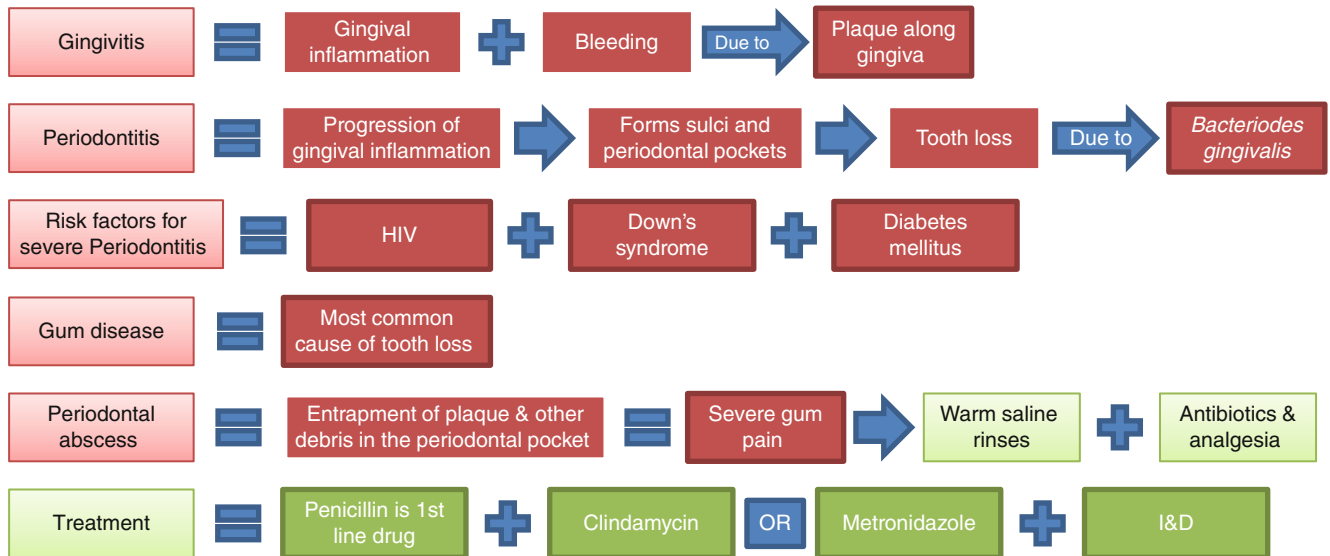 Gingivitis
Gingival
inflammation
Bleeding
Due to
Plaque along
gingiva
Periodontitis
Progression of
gingival inflammation
Forms sulci and
periodontal pockets
Tooth loss
Due to
Bacteriodes
gingivalis
Risk factors for
severe Periodontitis
HIV
Down's
syndrome
Diabetes
mellitus
Gum disease
Most common
cause of tooth loss
Periodontal
abscess
Entrapment of plaque & other
debris in the periodontal pocket
Severe gum
pain
Warm saline
rinses
Antibiotics &
analgesia
Treatment
Penicillin is 1st
line drug
Clindamycin
OR
Metronidazole
I&D